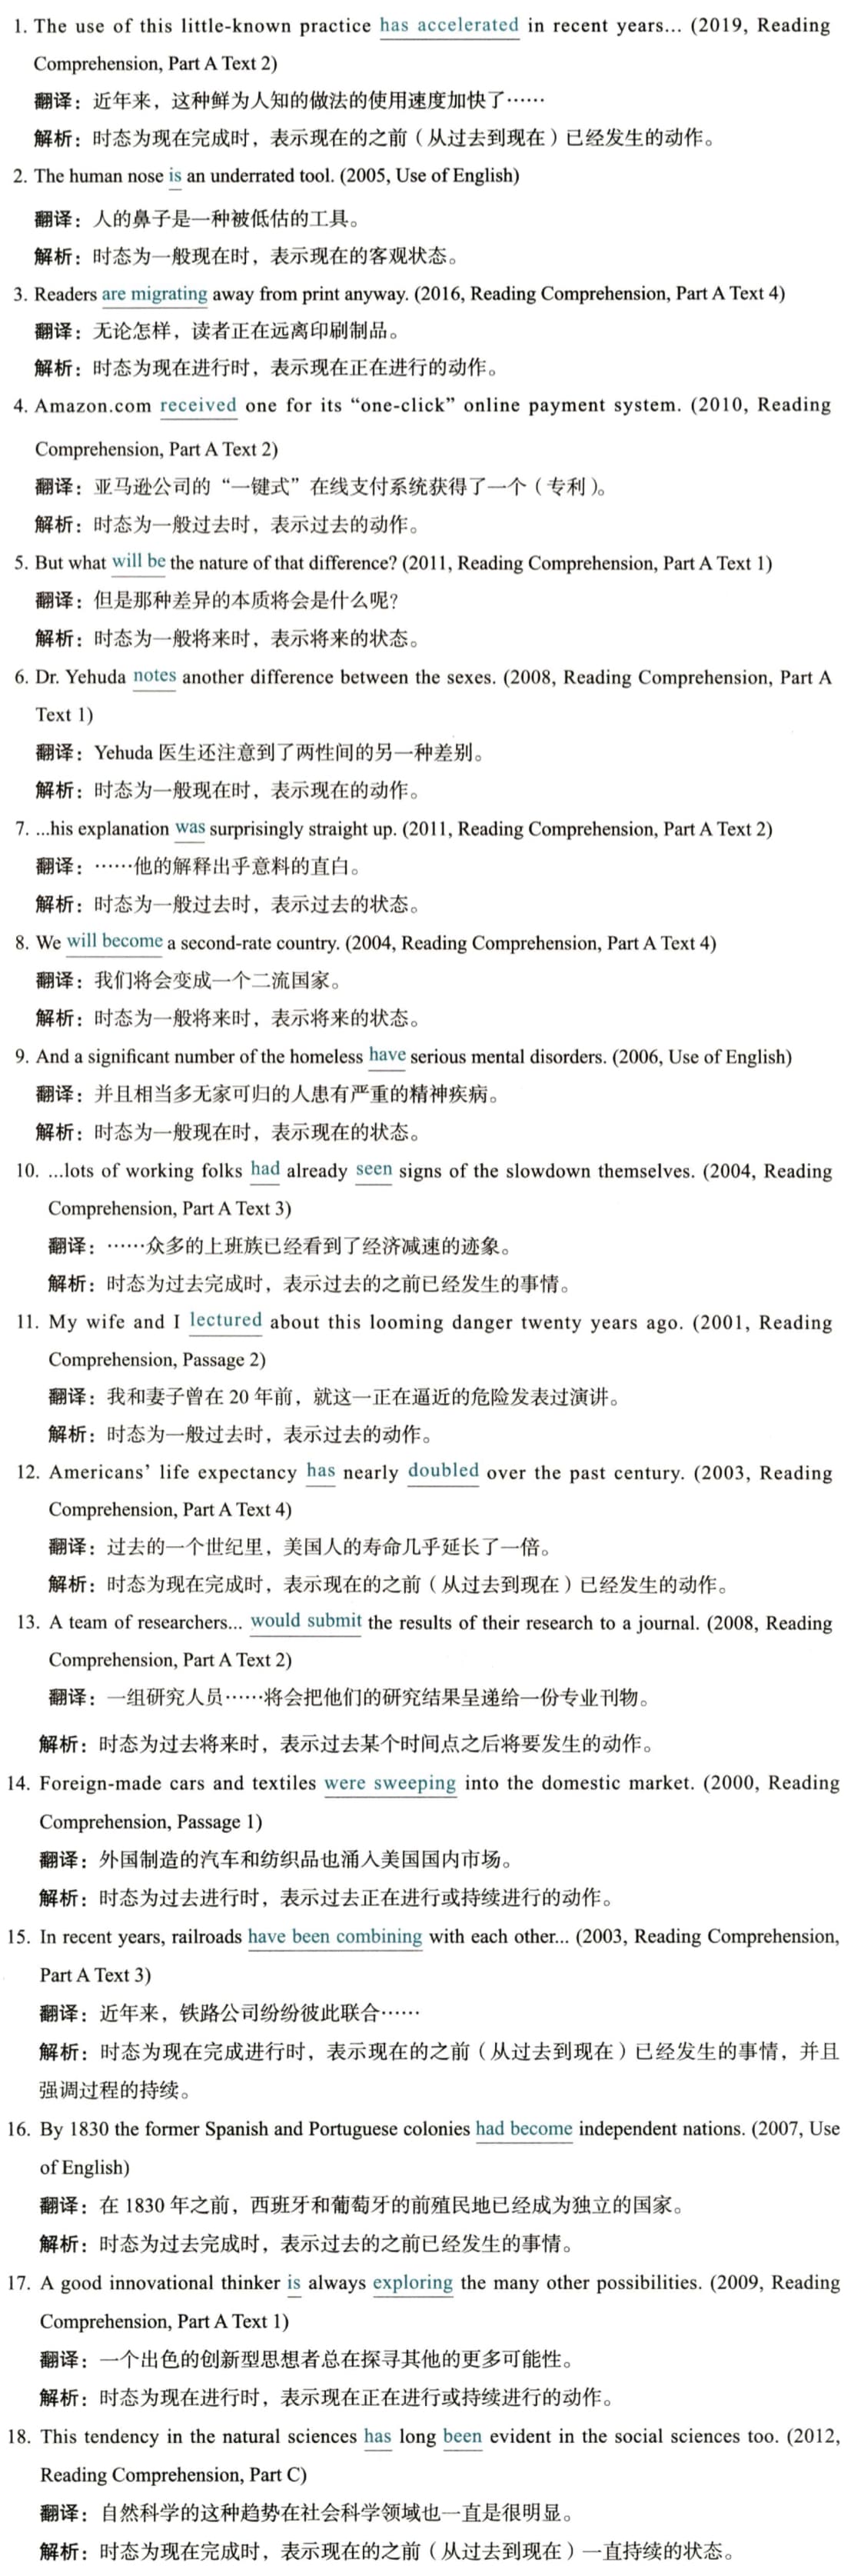 1. The use of this little-known practice has accelerated in recent years... (2019, Reading
Comprehension, Part A Text 2)
翻译：近年来，这种鲜为人知的做法的使用速度加快了……
解析：时态为现在完成时，表示现在的之前（从过去到现在）已经发生的动作。
2. The human nose is an underrated tool. (2005, Use of English)
翻译：人的鼻子是一种被低估的工具。
解析：时态为一般现在时，表示现在的客观状态。
3. Readers are migrating away from print anyway. (2016, Reading Comprehension, Part A Text 4)
翻译：无论怎样，读者正在远离印刷制品。
解析：时态为现在进行时，表示现在正在进行的动作。
4. Amazon.com received one for its “one-click” online payment system. (2010, Reading
Comprehension, Part A Text 2)
翻译：亚马逊公司的“一键式”在线支付系统获得了一个（专利）。
解析：时态为一般过去时，表示过去的动作。
5. But what will be the nature of that difference? (2011, Reading Comprehension, Part A Text 1)
翻译：但是那种差异的本质将会是什么呢？
解析：时态为一般将来时，表示将来的状态。
6. Dr. Yehuda notes another difference between the sexes. (2008, Reading Comprehension, Part A
Text 1)
翻译：Yehuda 医生还注意到了两性间的另一种差别。
解析：时态为一般现在时，表示现在的动作。
7. ...his explanation was surprisingly straight up. (2011, Reading Comprehension, Part A Text 2)
翻译：……他的解释出乎意料的直白。
解析：时态为一般过去时，表示过去的状态。
8. We will become a second-rate country. (2004, Reading Comprehension, Part A Text 4)
翻译：我们将会变成一个二流国家。
解析：时态为一般将来时，表示将来的状态。
9. And a significant number of the homeless have serious mental disorders. (2006, Use of English)
翻译：并且相当多无家可归的人患有严重的精神疾病。
解析：时态为一般现在时，表示现在的状态。
10. ...lots of working folks had already seen signs of the slowdown themselves. (2004, Reading
Comprehension, Part A Text 3)
翻译：……众多的上班族已经看到了经济减速的迹象。
解析：时态为过去完成时，表示过去的之前已经发生的事情。
11. My wife and I lectured about this looming danger twenty years ago. (2001, Reading
Comprehension, Passage 2)
翻译：我和妻子曾在 20 年前，就这一正在逼近的危险发表过演讲。
解析：时态为一般过去时，表示过去的动作。
12. Americans’ life expectancy has nearly doubled over the past century. (2003, Reading
Comprehension, Part A Text 4)
翻译：过去的一个世纪里，美国人的寿命几乎延长了一倍。
解析：时态为现在完成时，表示现在的之前（从过去到现在）已经发生的动作。
13. A team of researchers... would submit the results of their research to a journal. (2008, Reading
Comprehension, Part A Text 2)
翻译：一组研究人员……将会把他们的研究结果呈递给一份专业刊物。
解析：时态为过去将来时，表示过去某个时间点之后将要发生的动作。
14. Foreign-made cars and textiles were sweeping into the domestic market. (2000, Reading
Comprehension, Passage 1)
翻译：外国制造的汽车和纺织品也涌入美国国内市场。
解析：时态为过去进行时，表示过去正在进行或持续进行的动作。
15. In recent years, railroads have been combining with each other... (2003, Reading Comprehension,
Part A Text 3)
翻译：近年来，铁路公司纷纷彼此联合……
解析：时态为现在完成进行时，表示现在的之前（从过去到现在）已经发生的事情，并且
强调过程的持续。
16. By 1830 the former Spanish and Portuguese colonies had become independent nations. (2007, Use
of English)
翻译：在 1830 年之前，西班牙和葡萄牙的前殖民地已经成为独立的国家。
解析：时态为过去完成时，表示过去的之前已经发生的事情。
17. A good innovational thinker is always exploring the many other possibilities. (2009, Reading
Comprehension, Part A Text 1)
翻译：一个出色的创新型思想者总在探寻其他的更多可能性。
解析：时态为现在进行时，表示现在正在进行或持续进行的动作。
18. This tendency in the natural sciences has long been evident in the social sciences too. (2012,
Reading Comprehension, Part C)
翻译：自然科学的这种趋势在社会科学领域也一直是很明显。
解析：时态为现在完成时，表示现在的之前（从过去到现在）一直持续的状态。